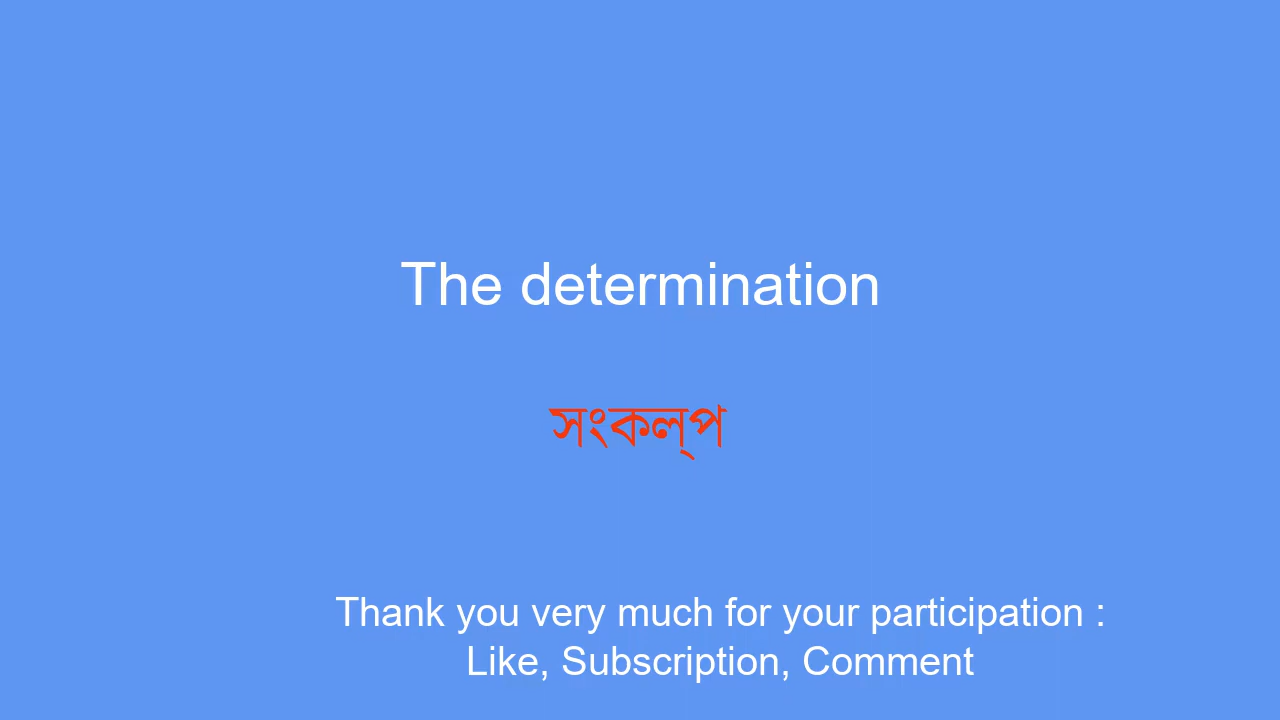 The determination
সংকল্প
Thank you very much for your participation :
Like, Subscription, Comment